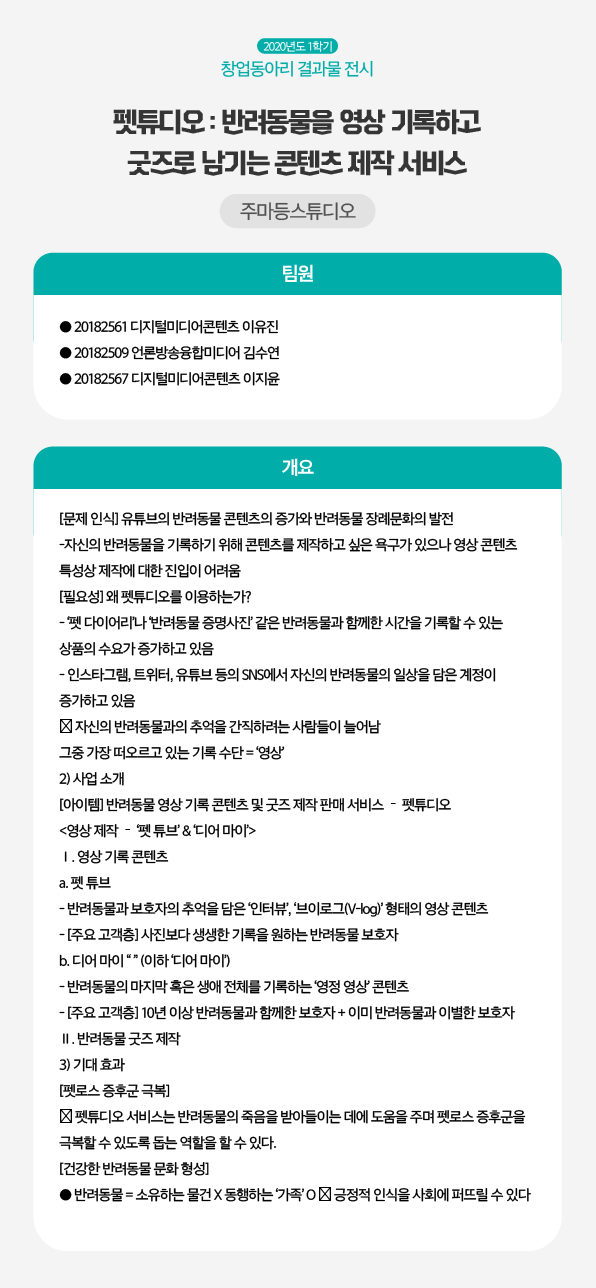 2020년도 1학기
창업동아리 결과물 전시
펫튜디오 : 반려동물을 영상 기록하고
굿즈로 남기는 콘텐츠 제작 서비스
주마등스튜디오
팀원
● 20182561 디지털미디어콘텐츠 이유진
● 20182509 언론방송융합미디어 김수연
● 20182567 디지털미디어콘텐츠 이지윤
개요
[문제 인식] 유튜브의 반려동물 콘텐츠의 증가와 반려동물 장례문화의 발전
-자신의 반려동물을 기록하기 위해 콘텐츠를 제작하고 싶은 욕구가 있으나 영상 콘텐츠
특성상 제작에 대한 진입이 어려움
[필요성] 왜 펫튜디오를 이용하는가?
- ‘펫 다이어리’나 ‘반려동물 증명사진’ 같은 반려동물과 함께한 시간을 기록할 수 있는
상품의 수요가 증가하고 있음
- 인스타그램, 트위터, 유튜브 등의 SNS에서 자신의 반려동물의 일상을 담은 계정이
증가하고 있음
 자신의 반려동물과의 추억을 간직하려는 사람들이 늘어남
그중 가장 떠오르고 있는 기록 수단 = ‘영상’
2) 사업 소개
[아이템] 반려동물 영상 기록 콘텐츠 및 굿즈 제작 판매 서비스 – 펫튜디오
<영상 제작 – ‘펫 튜브’ & ‘디어 마이’>
Ⅰ. 영상 기록 콘텐츠
a. 펫 튜브
- 반려동물과 보호자의 추억을 담은 ‘인터뷰’, ‘브이로그(V-log)’ 형태의 영상 콘텐츠
- [주요 고객층] 사진보다 생생한 기록을 원하는 반려동물 보호자
b. 디어 마이 “ ” (이하 ‘디어 마이’)
- 반려동물의 마지막 혹은 생애 전체를 기록하는 ‘영정 영상’ 콘텐츠
- [주요 고객층] 10년 이상 반려동물과 함께한 보호자 + 이미 반려동물과 이별한 보호자
Ⅱ. 반려동물 굿즈 제작
3) 기대 효과
[펫로스 증후군 극복]
 펫튜디오 서비스는 반려동물의 죽음을 받아들이는 데에 도움을 주며 펫로스 증후군을
극복할 수 있도록 돕는 역할을 할 수 있다.
[건강한 반려동물 문화 형성]
● 반려동물 = 소유하는 물건 X 동행하는 ‘가족’ O  긍정적 인식을 사회에 퍼뜨릴 수 있다